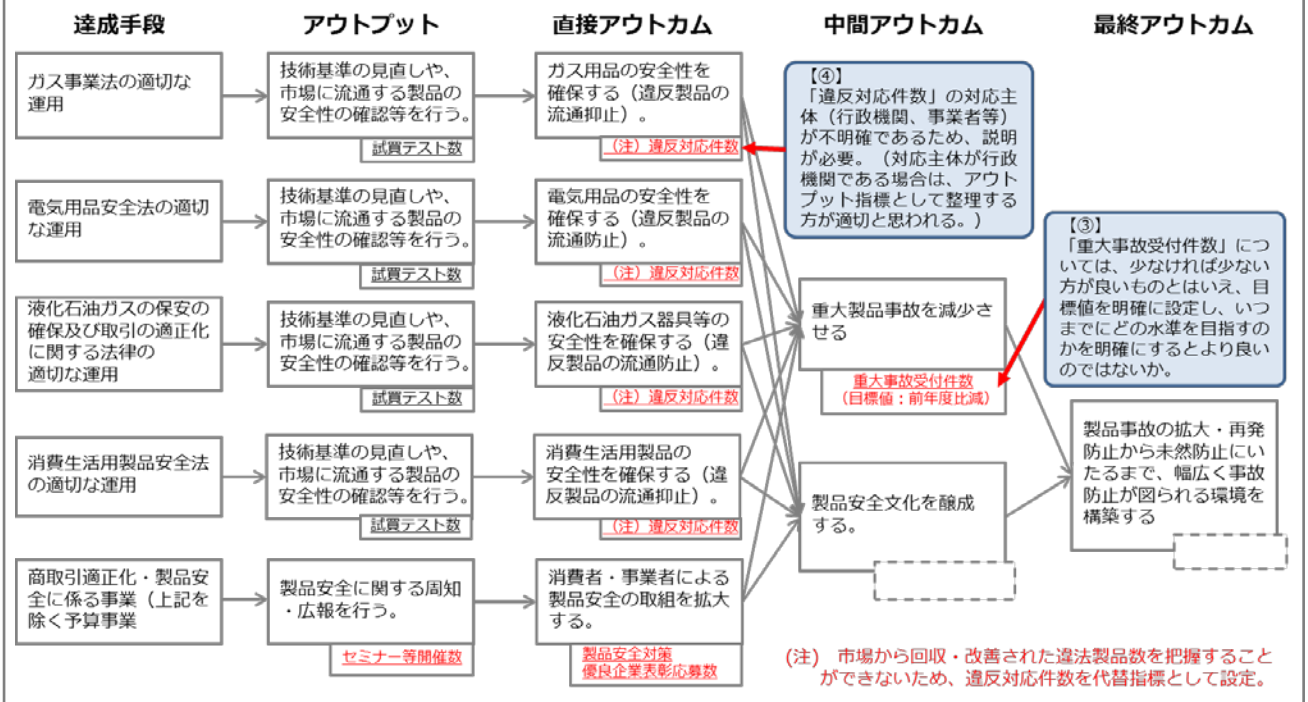 達成手段
アウトプット
直接アウトカム
中間アウトカム
最終アウトカム
ガス事業法の適切な
運用
技術基準の見直しや、
市場に流通する製品の
安全性の確認等を行う。
試買テスト数
ガス用品の安全性を
確保する（違反製品の
流通抑止）。
（注）違反対応件数
電気用品安全法の適切
な運用
技術基準の見直しや、
市場に流通する製品の
安全性の確認等を行う。
試買テスト数
電気用品の安全性を
確保する（違反製品の
流通防止）。
（注）違反対応件数
液化石油ガスの保安の
確保及び取引の適正化
に関する法律の
適切な運用
技術基準の見直しや、
市場に流通する製品の
安全性の確認等を行う。
試買テスト数
液化石油ガス器具等の
安全性を確保する（違
反製品の流通防止）。
（注）違反対応件数
消費生活用製品安全法
の適切な運用
技術基準の見直しや、
市場に流通する製品の
安全性の確認等を行う。
試買テスト数
消費生活用製品の
安全性を確保する（違
反製品の流通抑止）。
（注）違反対応件数
商取引適正化・製品安
全に係る事業（上記を
除く予算事業
製品安全に関する周知
・広報を行う。
セミナー等開催数
消費者・事業者による
製品安全の取組を拡大
する。
製品安全対策
優良企業表彰応募数
【④】
「違反対応件数」の対応主
体（行政機関、事業者等）
が不明確であるため、説明
が必要。（対応主体が行政
機関である場合は、アウト
プット指標として整理する
方が適切と思われる。）
重大製品事故を減少さ
せる
重大事故受付件数
（目標値：前年度比減）
製品安全文化を醸成
する。
【③】
「重大事故受付件数」につ
いては、少なければ少ない
方が良いものとはいえ、目
標値を明確に設定し、いつ
までにどの水準を目指すの
かを明確にするとより良い
のではないか。
製品事故の拡大・再発
防止から未然防止にい
たるまで、幅広く事故
防止が図られる環境を
構築する
(注)　市場から回収・改善された違法製品数を把握すること
ができないため、違反対応件数を代替指標として設定。